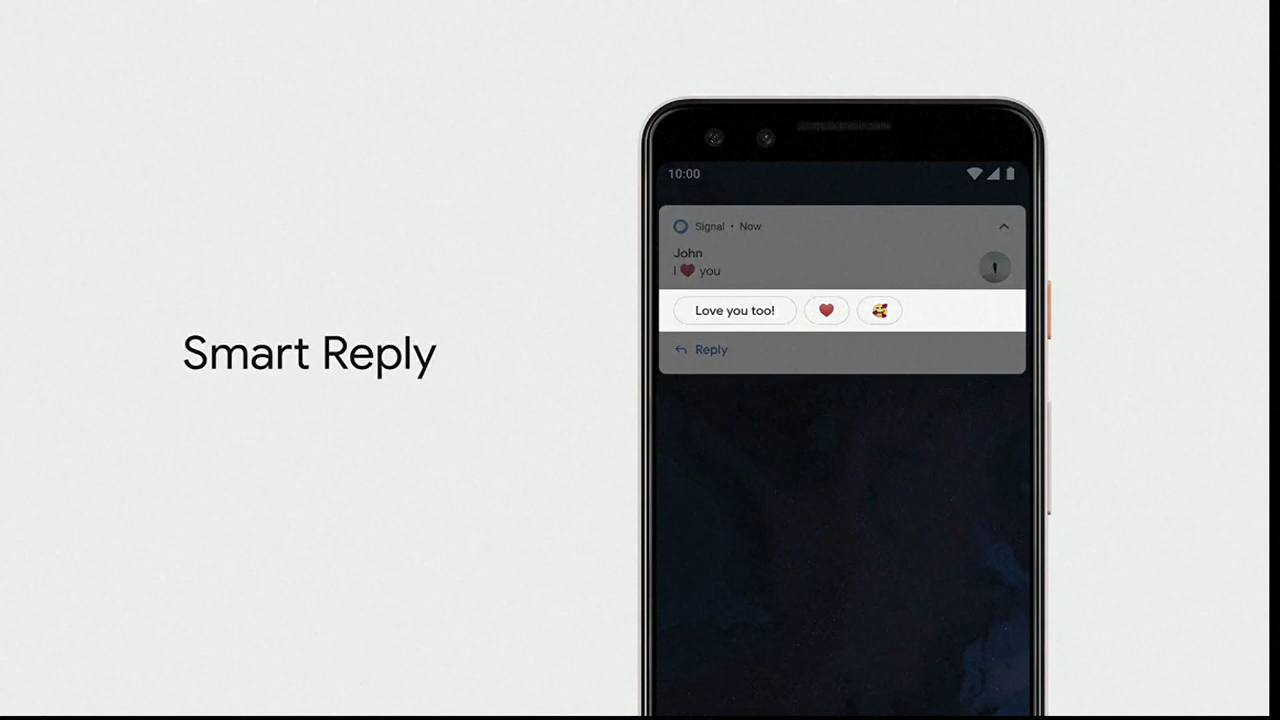 Smart Reply
10:00
Signal • Now
John
I ❤️ you
Love you too! ❤️ 🥰
Reply